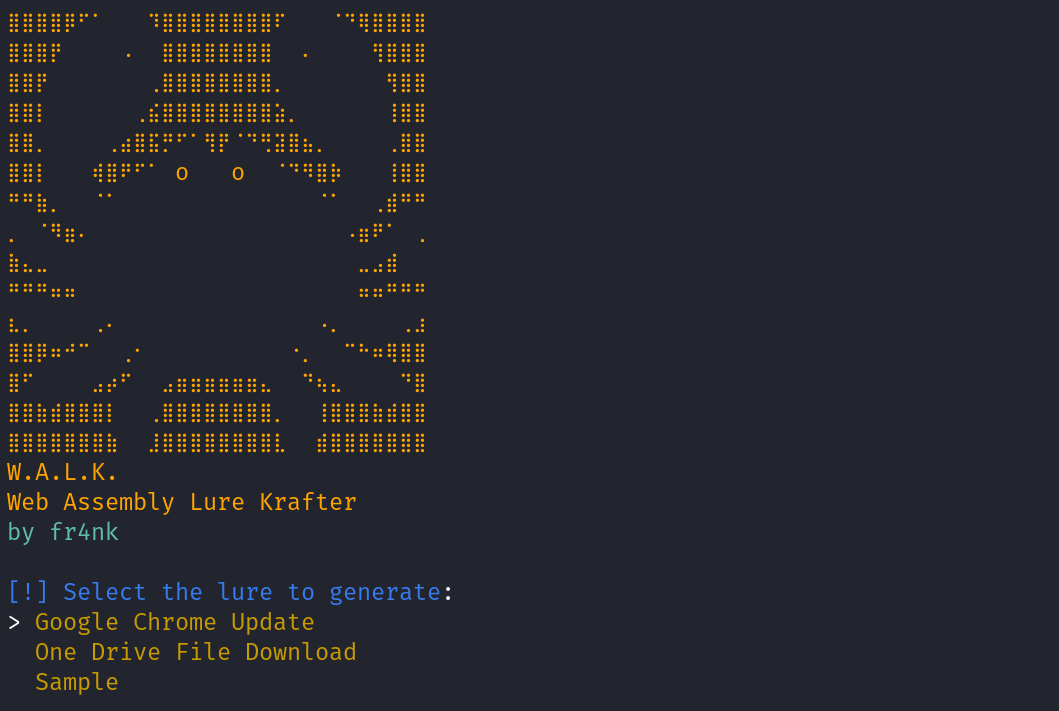 o o
W.A.L.K.
Web Assembly Lure Krafter
by fr4nk
[!] Select the lure to generate:
> Google Chrome Update
One Drive File Download
Sample